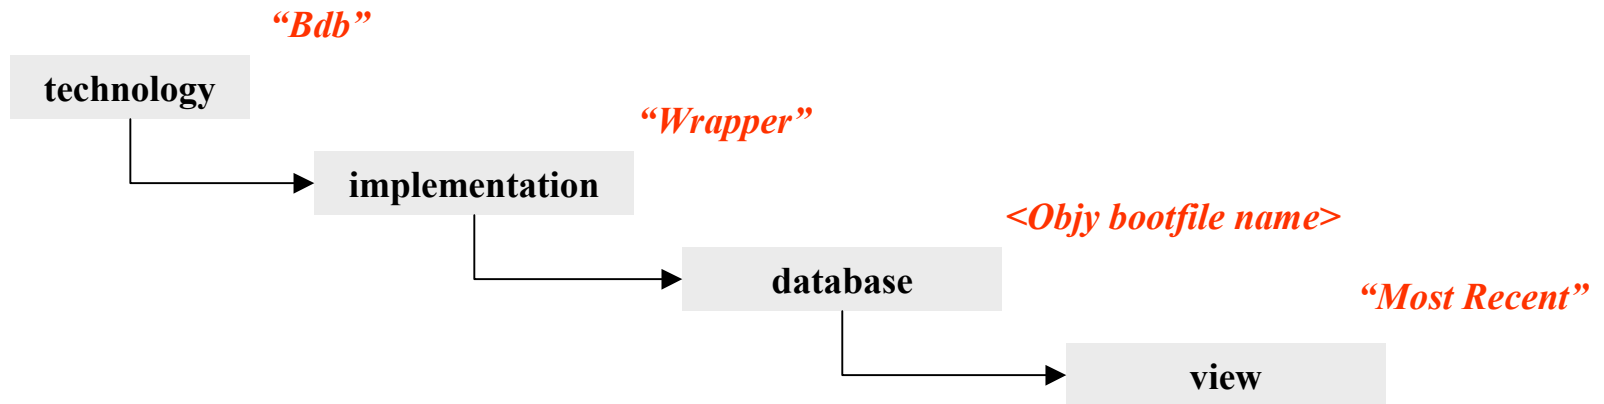 “Bdb”
technology
“Wrapper”
implementation
<Objy bootfile name>
database
“Most Recent”
view